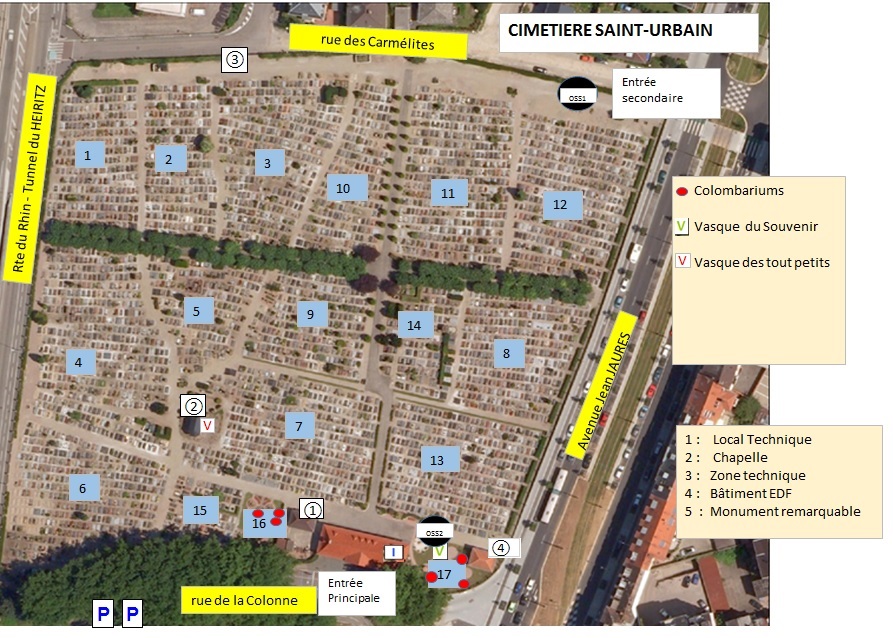 CIMETIERE SAINT-URBAIN
rue des Carmélites
3
Entrée
secondaire
OSS1
Rte du Rhin - Tunnel du HEIRITZ
1
2
3
10
11
12
Colombariums
V Vasque du Souvenir
V Vasque des tout petits
5
9
14
8
4
Avenue Jean JAURES
2
V
7
13
6
15
16
1
OSS2
I
V
4
17
1 : Local Technique
2 : Chapelle
3 : Zone technique
4 : Bâtiment EDF
5 : Monument remarquable
rue de la Colonne
Entrée
Principale
P P